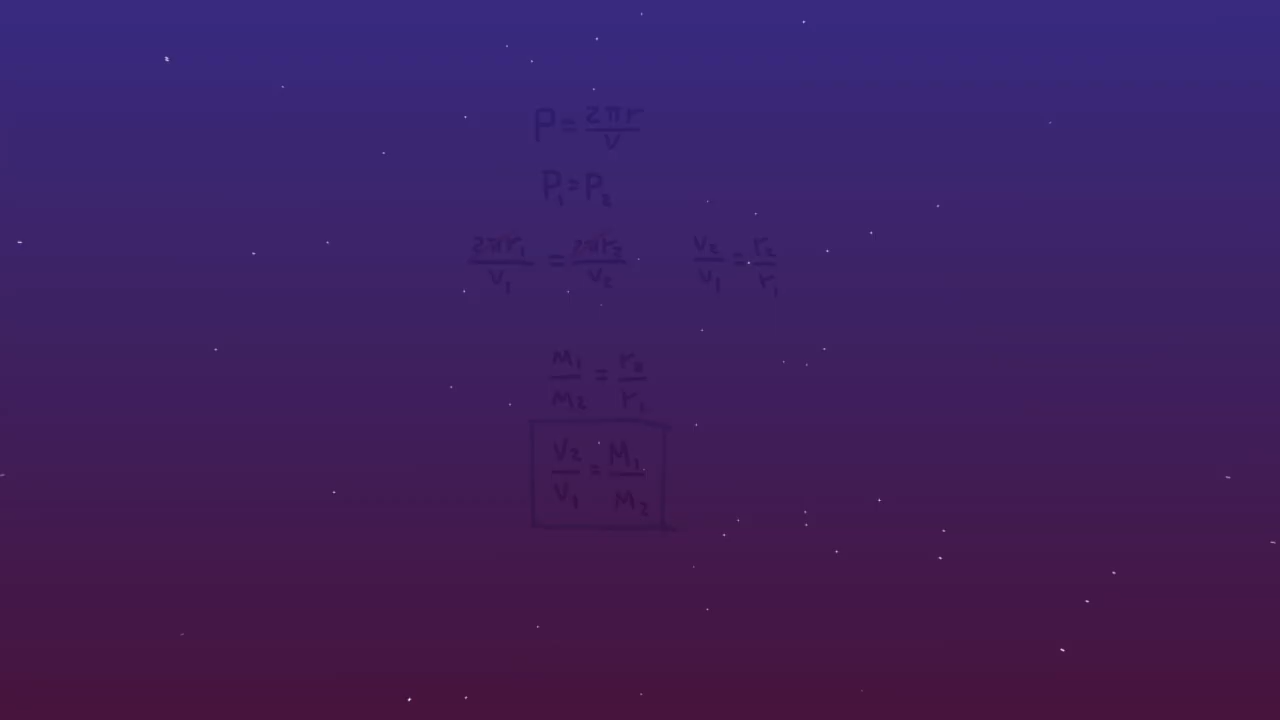 P = 2πr/v
P₁ = P₂
2πr₁/v₁ = 2πr₂/v₂    v₂/v₁ = r₂/r₁
M₁/M₂ = r₂/r₁
v₂/v₁ = M₁/M₂